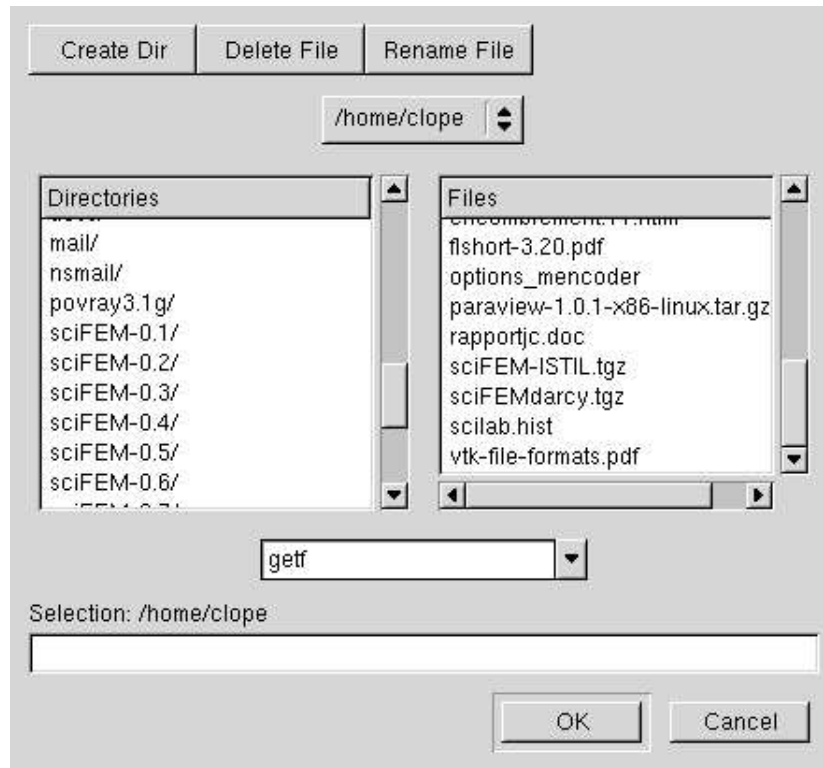 Create Dir
Delete File
Rename File
/home/clope
Directories
mail/
nsmail/
povray3.1g/
sciFEM-0.1/
sciFEM-0.2/
sciFEM-0.3/
sciFEM-0.4/
sciFEM-0.5/
sciFEM-0.6/
Files
flshort-3.20.pdf
options_mencoder
paraview-1.0.1-x86-linux.tar.gz
rapportjc.doc
sciFEM-ISTIL.tgz
sciFEMdarcy.tgz
scilab.hist
vtk-file-formats.pdf
getf
Selection: /home/clope
OK
Cancel